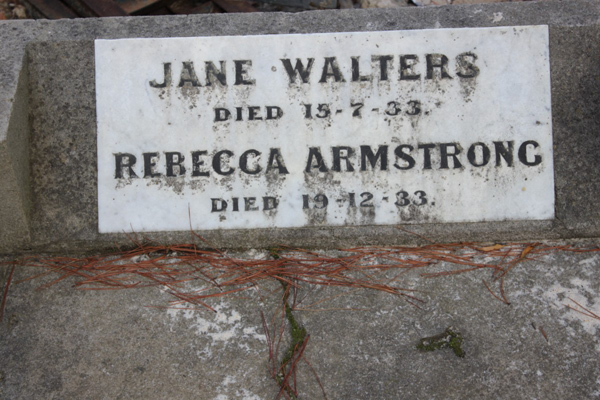 JANE WALTERS
DIED 15-7-33.
REBECCA ARMSTRONG
DIED 19-12-33.